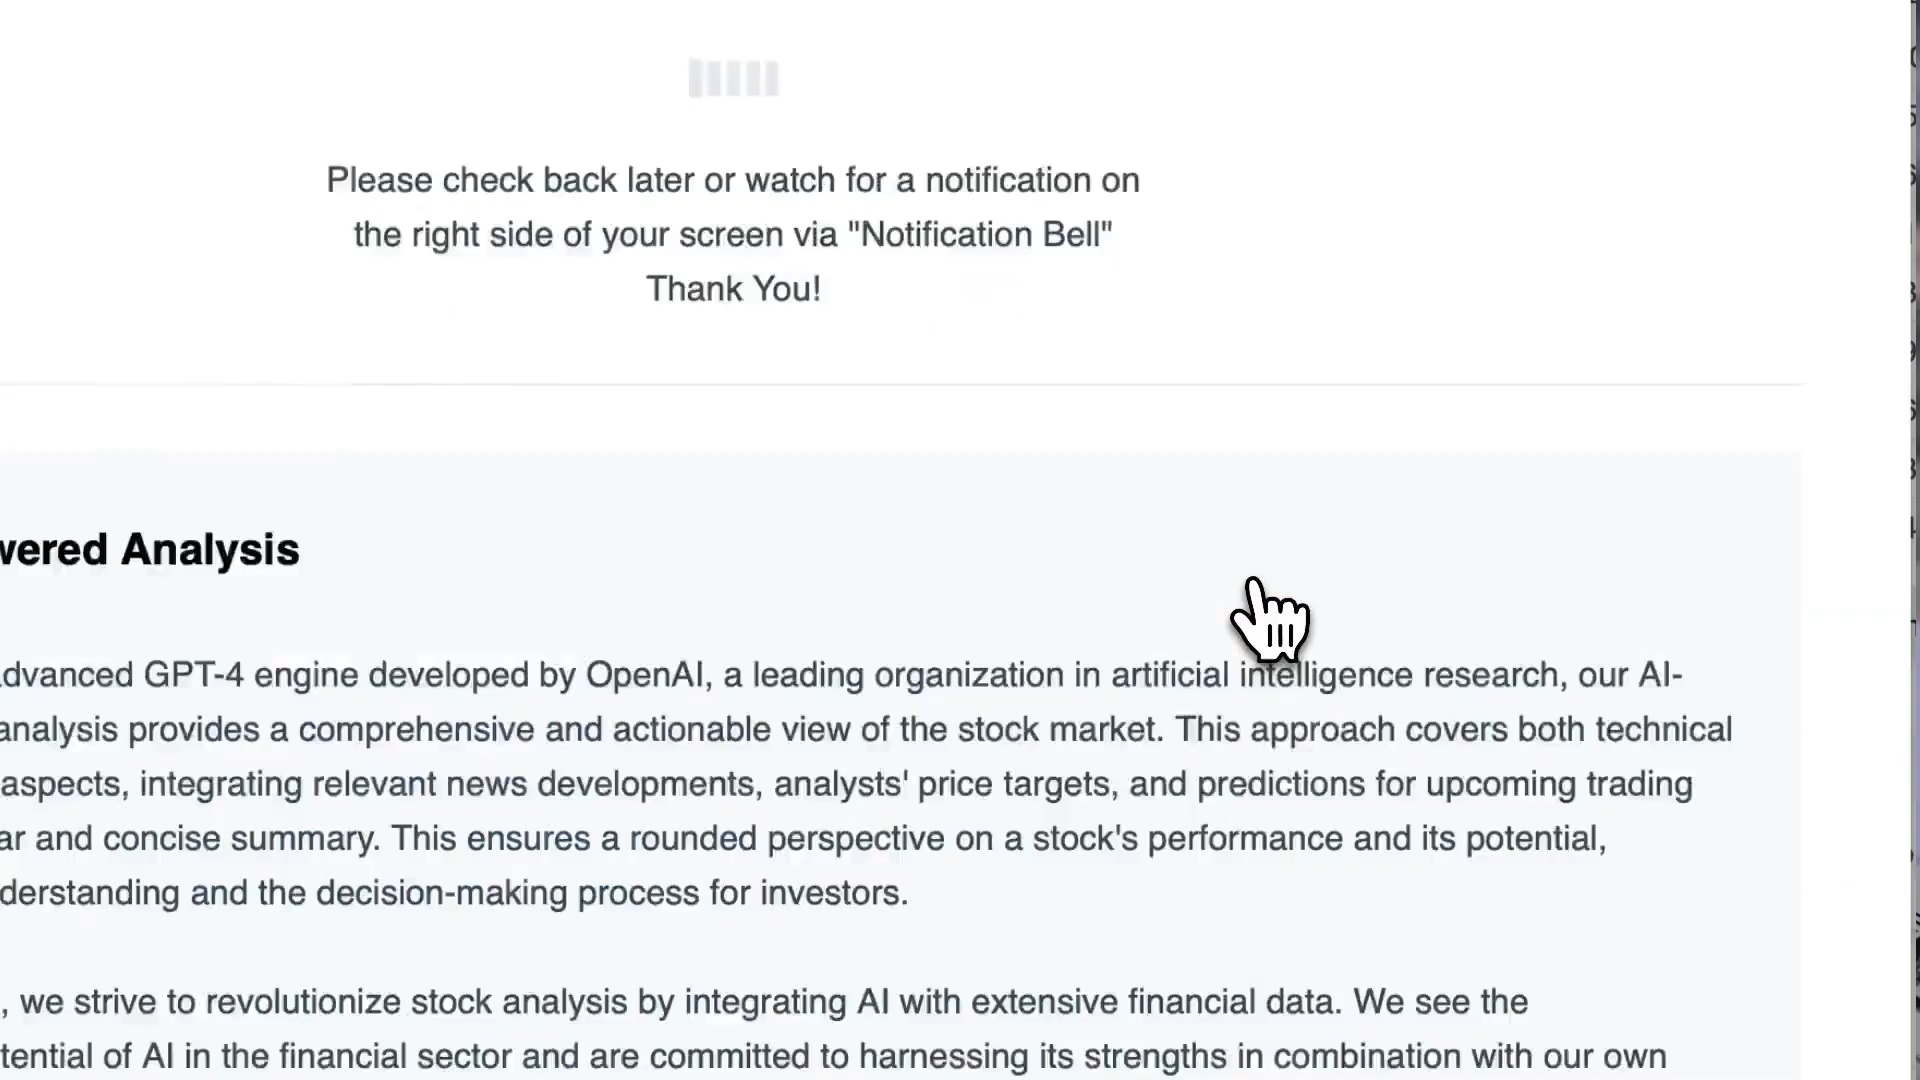 Please check back later or watch for a notification on
the right side of your screen via "Notification Bell"
Thank You!
wered Analysis
dvanced GPT-4 engine developed by OpenAI, a leading organization in artificial intelligence research, our AI-
analysis provides a comprehensive and actionable view of the stock market. This approach covers both technical
aspects, integrating relevant news developments, analysts' price targets, and predictions for upcoming trading
ar and concise summary. This ensures a rounded perspective on a stock's performance and its potential,
derstanding and the decision-making process for investors.
, we strive to revolutionize stock analysis by integrating AI with extensive financial data. We see the
tential of AI in the financial sector and are committed to harnessing its strengths in combination with our own